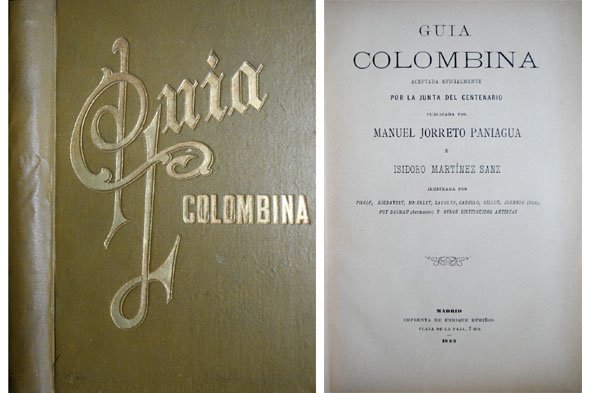 Guia
COLOMBINA
GUIA
COLOMBINA
ACEPTADA OFICIALMENTE
POR LA JUNTA DEL CENTENARIO
PUBLICADA POR
MANUEL JORRETO PANIAGUA
É
ISIDORO MARTÍNEZ SANZ
ILUSTRADA POR
Y OTROS DISTINGUIDOS ARTISTAS
MADRID
IMPRENTA DE ENRIQUE RUBIÑOS
PLAZA DE LA PAJA, 7 BIS
1892